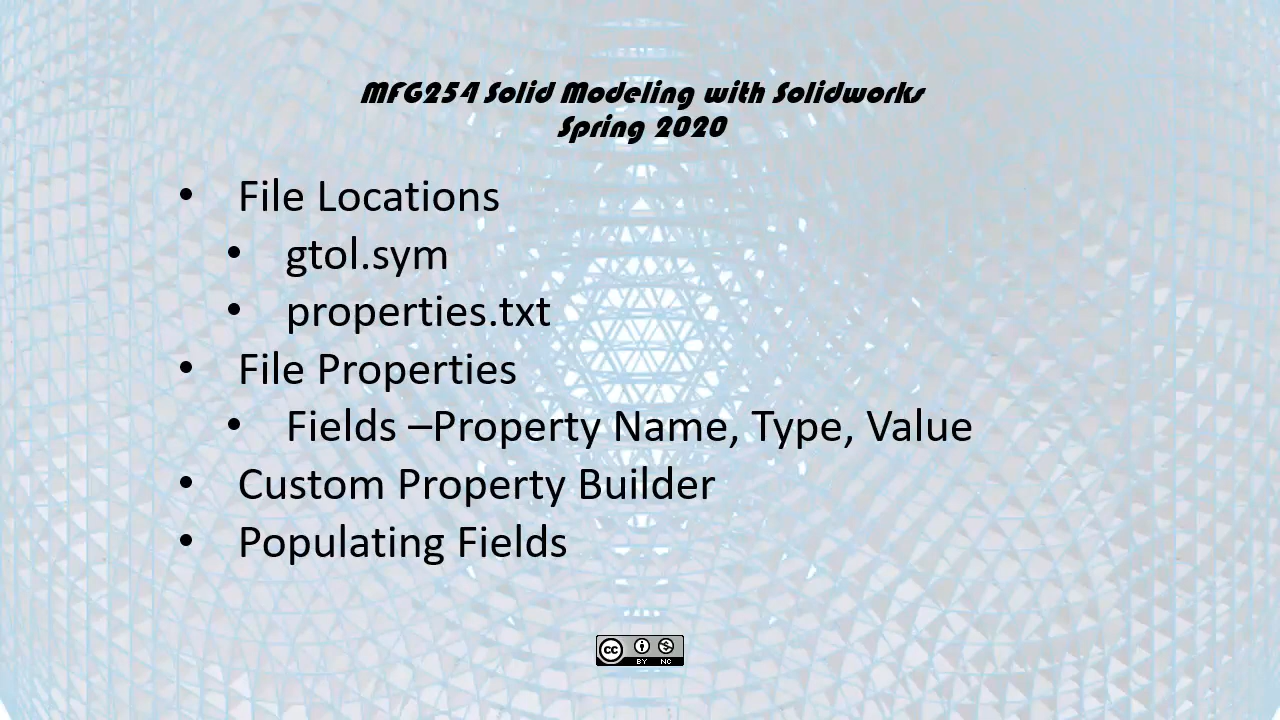 MFG254 Solid Modeling with Solidworks
Spring 2020
• File Locations
• gtol.sym
• properties.txt
• File Properties
• Fields –Property Name, Type, Value
• Custom Property Builder
• Populating Fields
cc BY NC